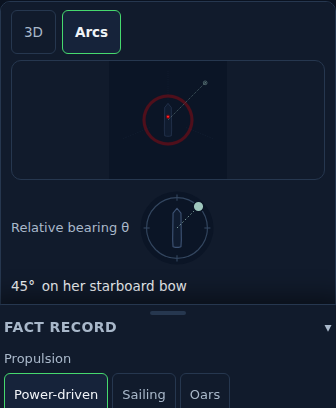 3D Arcs
Relative bearing θ
45° on her starboard bow
FACT RECORD ▼
Propulsion
Power-driven Sailing Oars